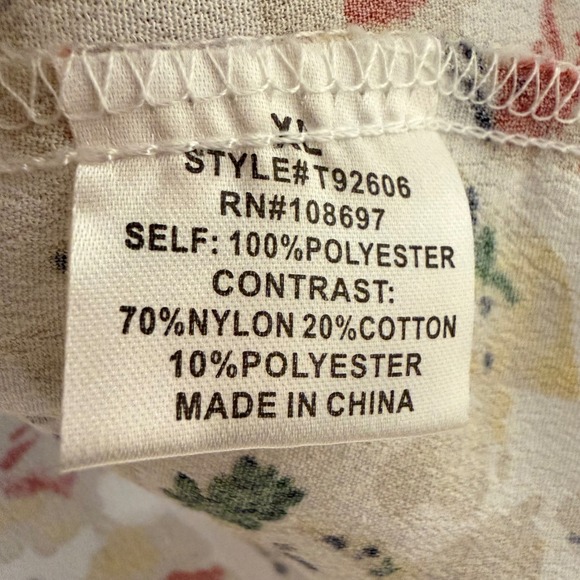 XL
STYLE#T92606
RN#108697
SELF: 100%POLYESTER
CONTRAST:
70%NYLON 20%COTTON
10%POLYESTER
MADE IN CHINA